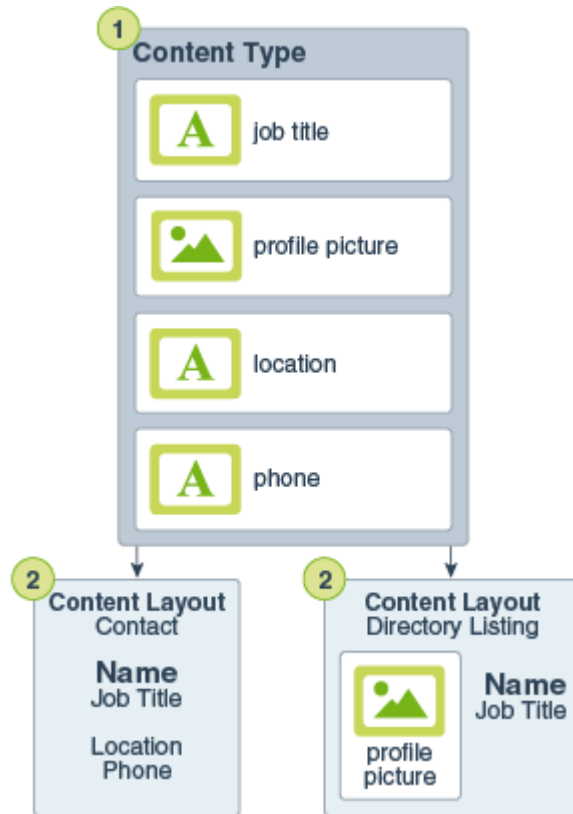 1
Content Type
A
job title
profile picture
A
location
A
phone
2
Content Layout
Contact
Name
Job Title
Location
Phone
2
Content Layout
Directory Listing
profile
picture
Name
Job Title